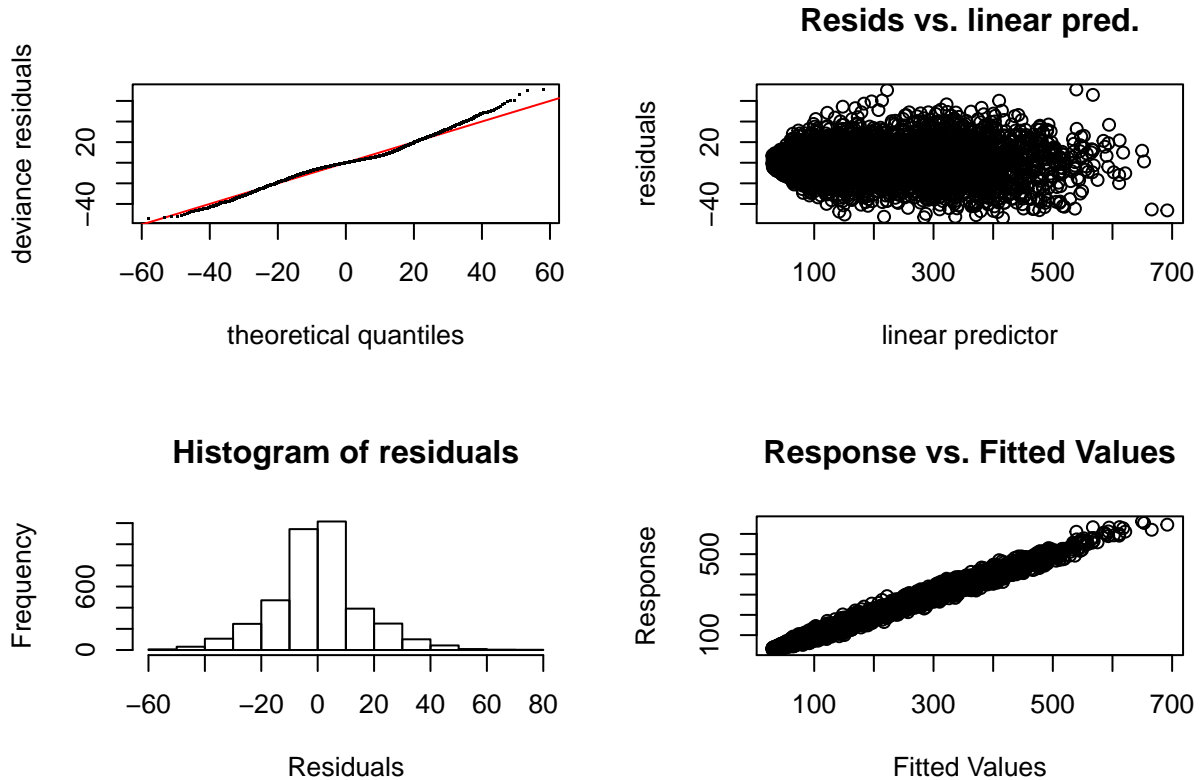 deviance residuals
20
−40
−60 −40 −20 0 20 40 60
theoretical quantiles
Resids vs. linear pred.
residuals
20
−40
100 300 500 700
linear predictor
Histogram of residuals
Frequency
600
0
−60 −20 0 20 40 60 80
Residuals
Response vs. Fitted Values
Response
500
100
100 300 500 700
Fitted Values